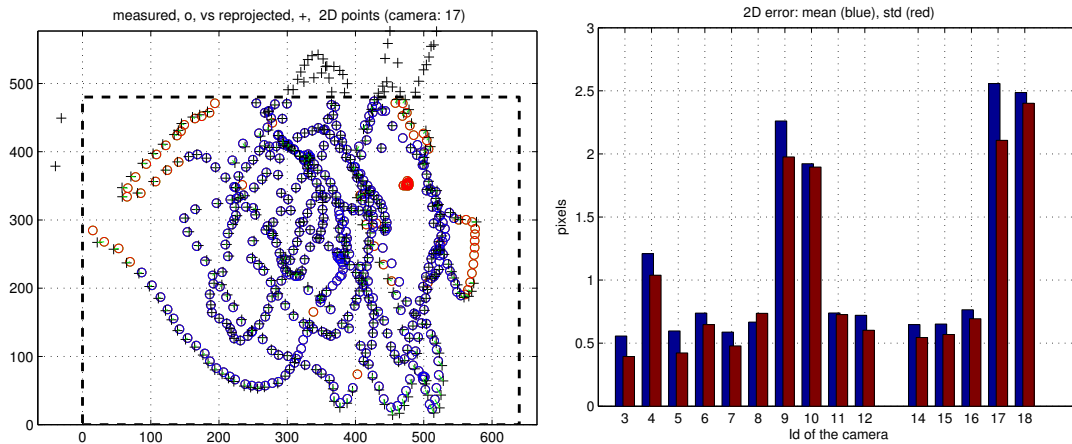 measured, o, vs reprojected, +,  2D points (camera: 17)
500
400
300
200
100
0
0 100 200 300 400 500 600
2D error: mean (blue), std (red)
3
2.5
2
1.5
1
0.5
0
pixels
3 4 5 6 7 8 9 10 11 12 14 15 16 17 18
Id of the camera